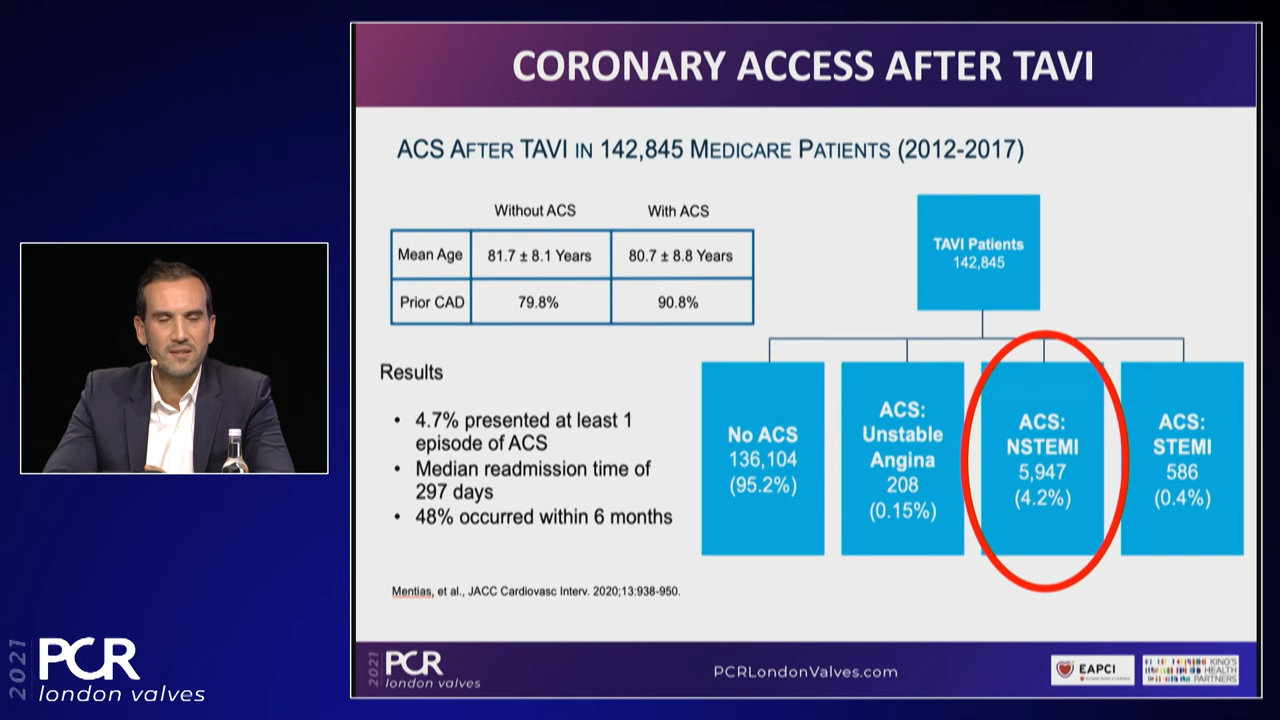 CORONARY ACCESS AFTER TAVI
ACS AFTER TAVI IN 142,845 MEDICARE PATIENTS (2012-2017)
Without ACS With ACS
Mean Age 81.7 ± 8.1 Years 80.7 ± 8.8 Years
Prior CAD 79.8% 90.8%
Results
• 4.7% presented at least 1
episode of ACS
• Median readmission time of
297 days
• 48% occurred within 6 months
TAVI Patients
142,845
No ACS
136,104
(95.2%)
ACS:
Unstable
Angina
208
(0.15%)
ACS:
NSTEMI
5,947
(4.2%)
ACS:
STEMI
586
(0.4%)
Mentias, et al., JACC Cardiovasc Interv. 2020;13:938-950.
2021
PCR
london valves
PCRLondonValves.com
EAPCI
KING'S
HEALTH
PARTNERS
2021
PCR
london valves